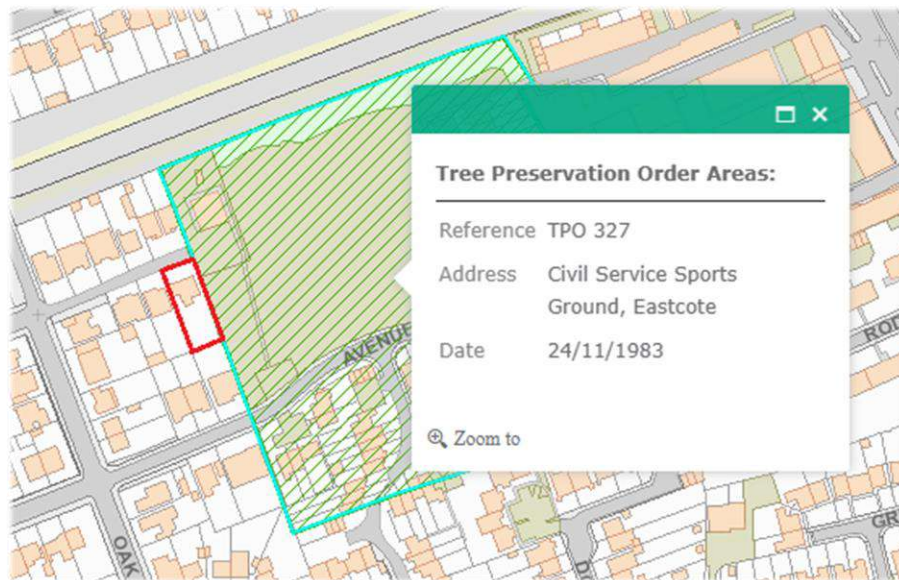 Tree Preservation Order Areas:
Reference TPO 327
Address Civil Service Sports
Ground, Eastcote
Date 24/11/1983
Zoom to
AVENUE
ROD
OAK
GR